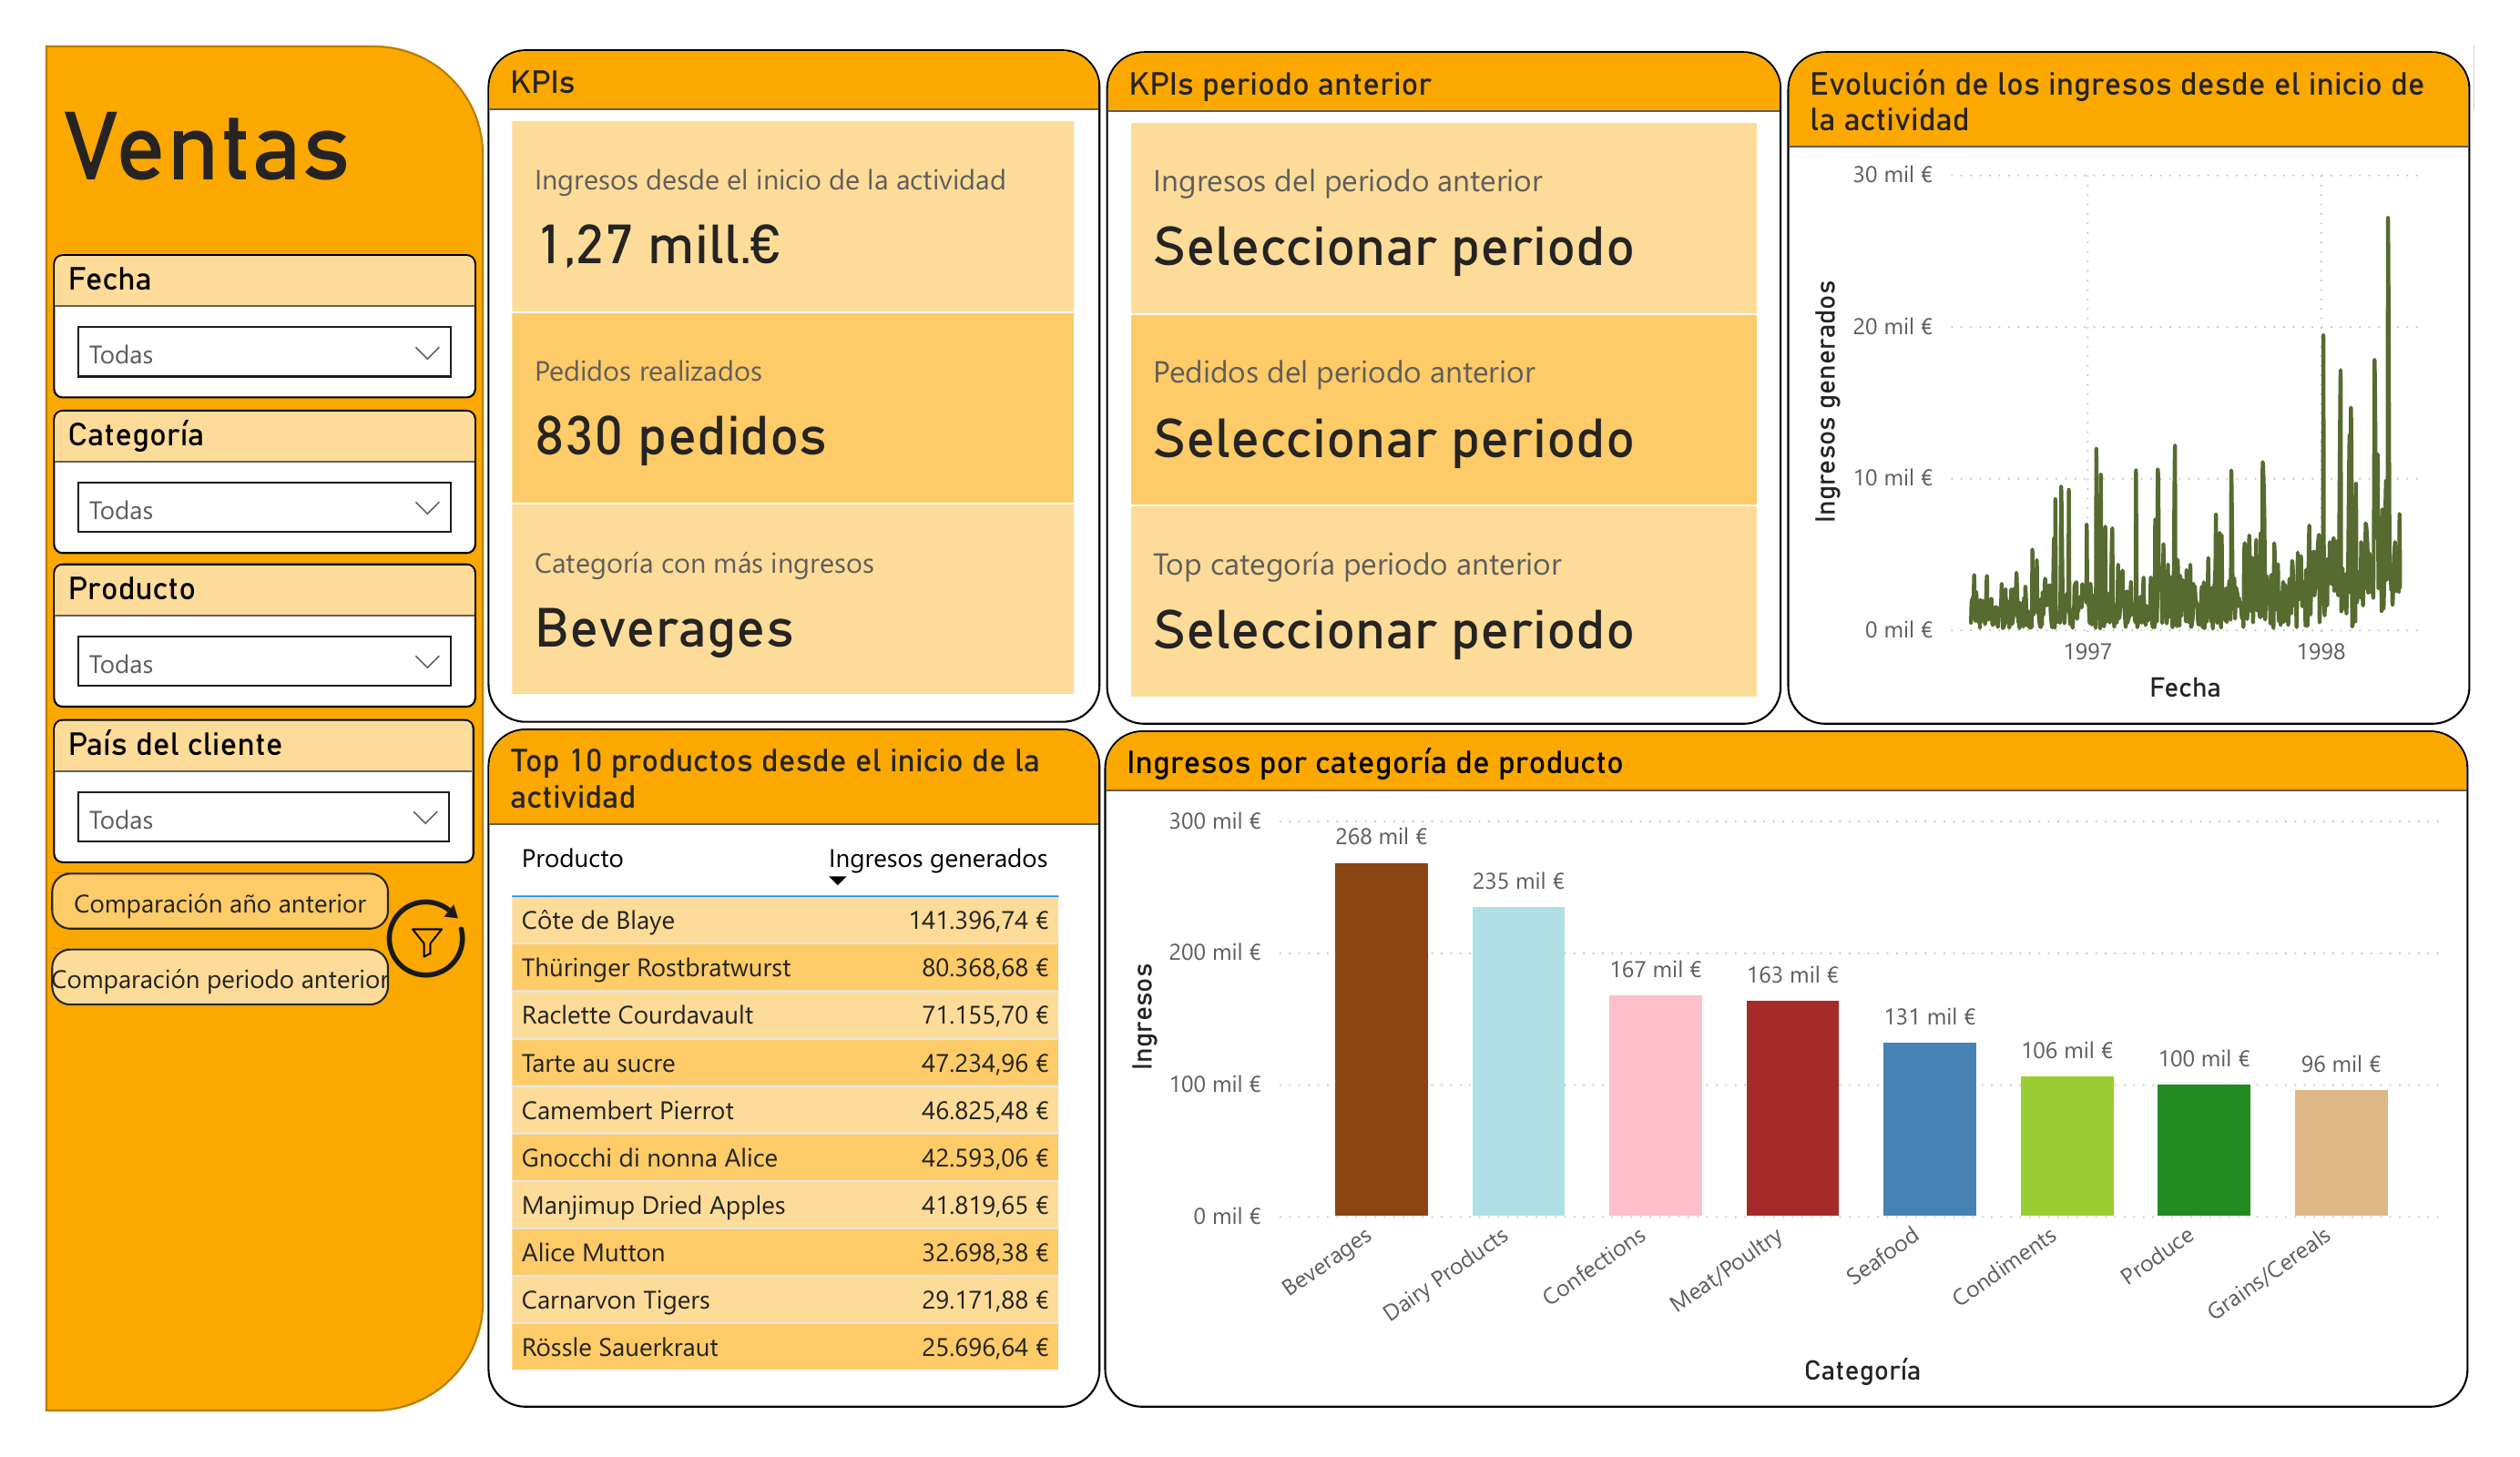 Ventas
Fecha
Todas
Categoría
Todas
Producto
Todas
País del cliente
Todas
Comparación año anterior
Comparación periodo anterior
KPIs
Ingresos desde el inicio de la actividad
1,27 mill.€
Pedidos realizados
830 pedidos
Categoría con más ingresos
Beverages
KPIs periodo anterior
Ingresos del periodo anterior
Seleccionar periodo
Pedidos del periodo anterior
Seleccionar periodo
Top categoría periodo anterior
Seleccionar periodo
Evolución de los ingresos desde el inicio de
la actividad
Ingresos generados
30 mil €
20 mil €
10 mil €
0 mil €
1997 1998
Fecha
Top 10 productos desde el inicio de la
actividad
Producto Ingresos generados
Côte de Blaye 141.396,74 €
Thüringer Rostbratwurst 80.368,68 €
Raclette Courdavault 71.155,70 €
Tarte au sucre 47.234,96 €
Camembert Pierrot 46.825,48 €
Gnocchi di nonna Alice 42.593,06 €
Manjimup Dried Apples 41.819,65 €
Alice Mutton 32.698,38 €
Carnarvon Tigers 29.171,88 €
Rössle Sauerkraut 25.696,64 €
Ingresos por categoría de producto
Ingresos
300 mil €
200 mil €
100 mil €
0 mil €
268 mil €
235 mil €
167 mil €
163 mil €
131 mil €
106 mil €
100 mil €
96 mil €
Beverages
Dairy Products
Confections
Meat/Poultry
Seafood
Condiments
Produce
Grains/Cereals
Categoría